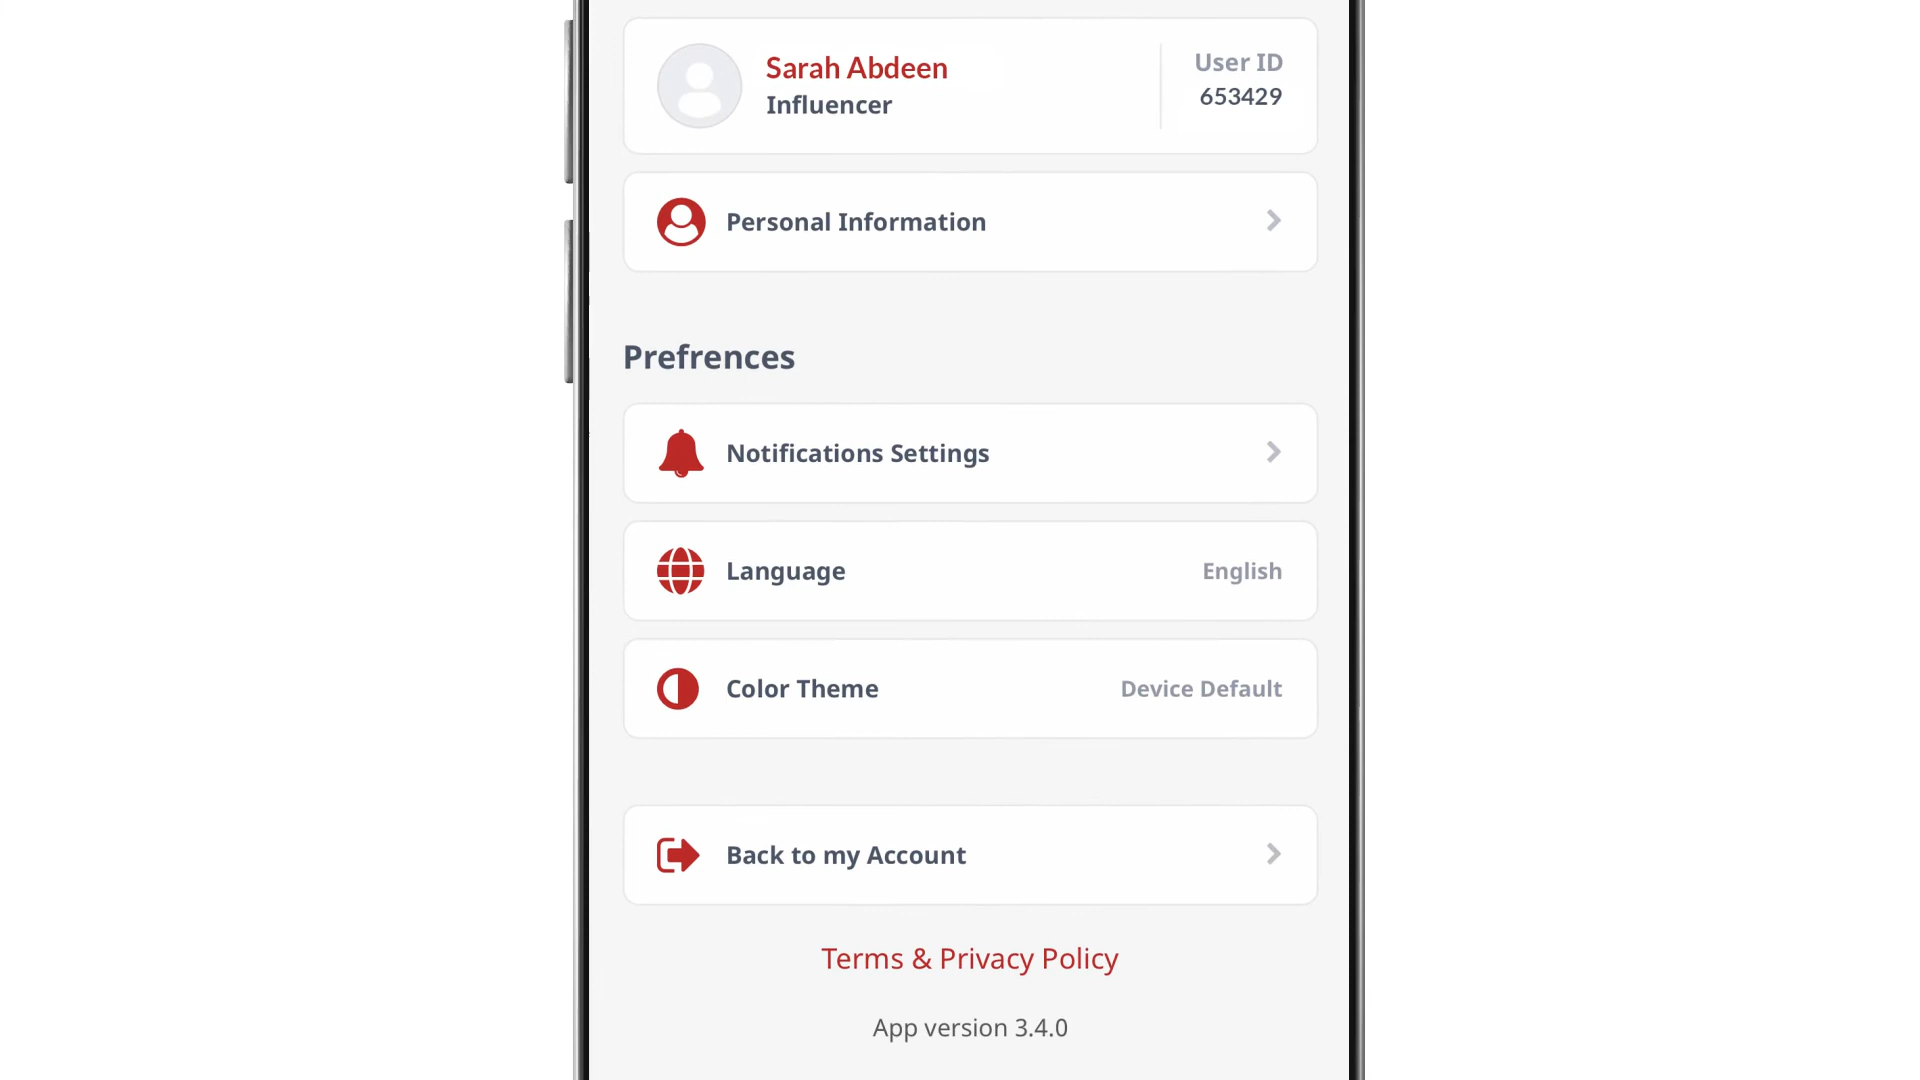 Sarah Abdeen
Influencer
User ID
653429
Personal Information
Prefrences
Notifications Settings
Language
English
Color Theme
Device Default
Back to my Account
Terms & Privacy Policy
App version 3.4.0